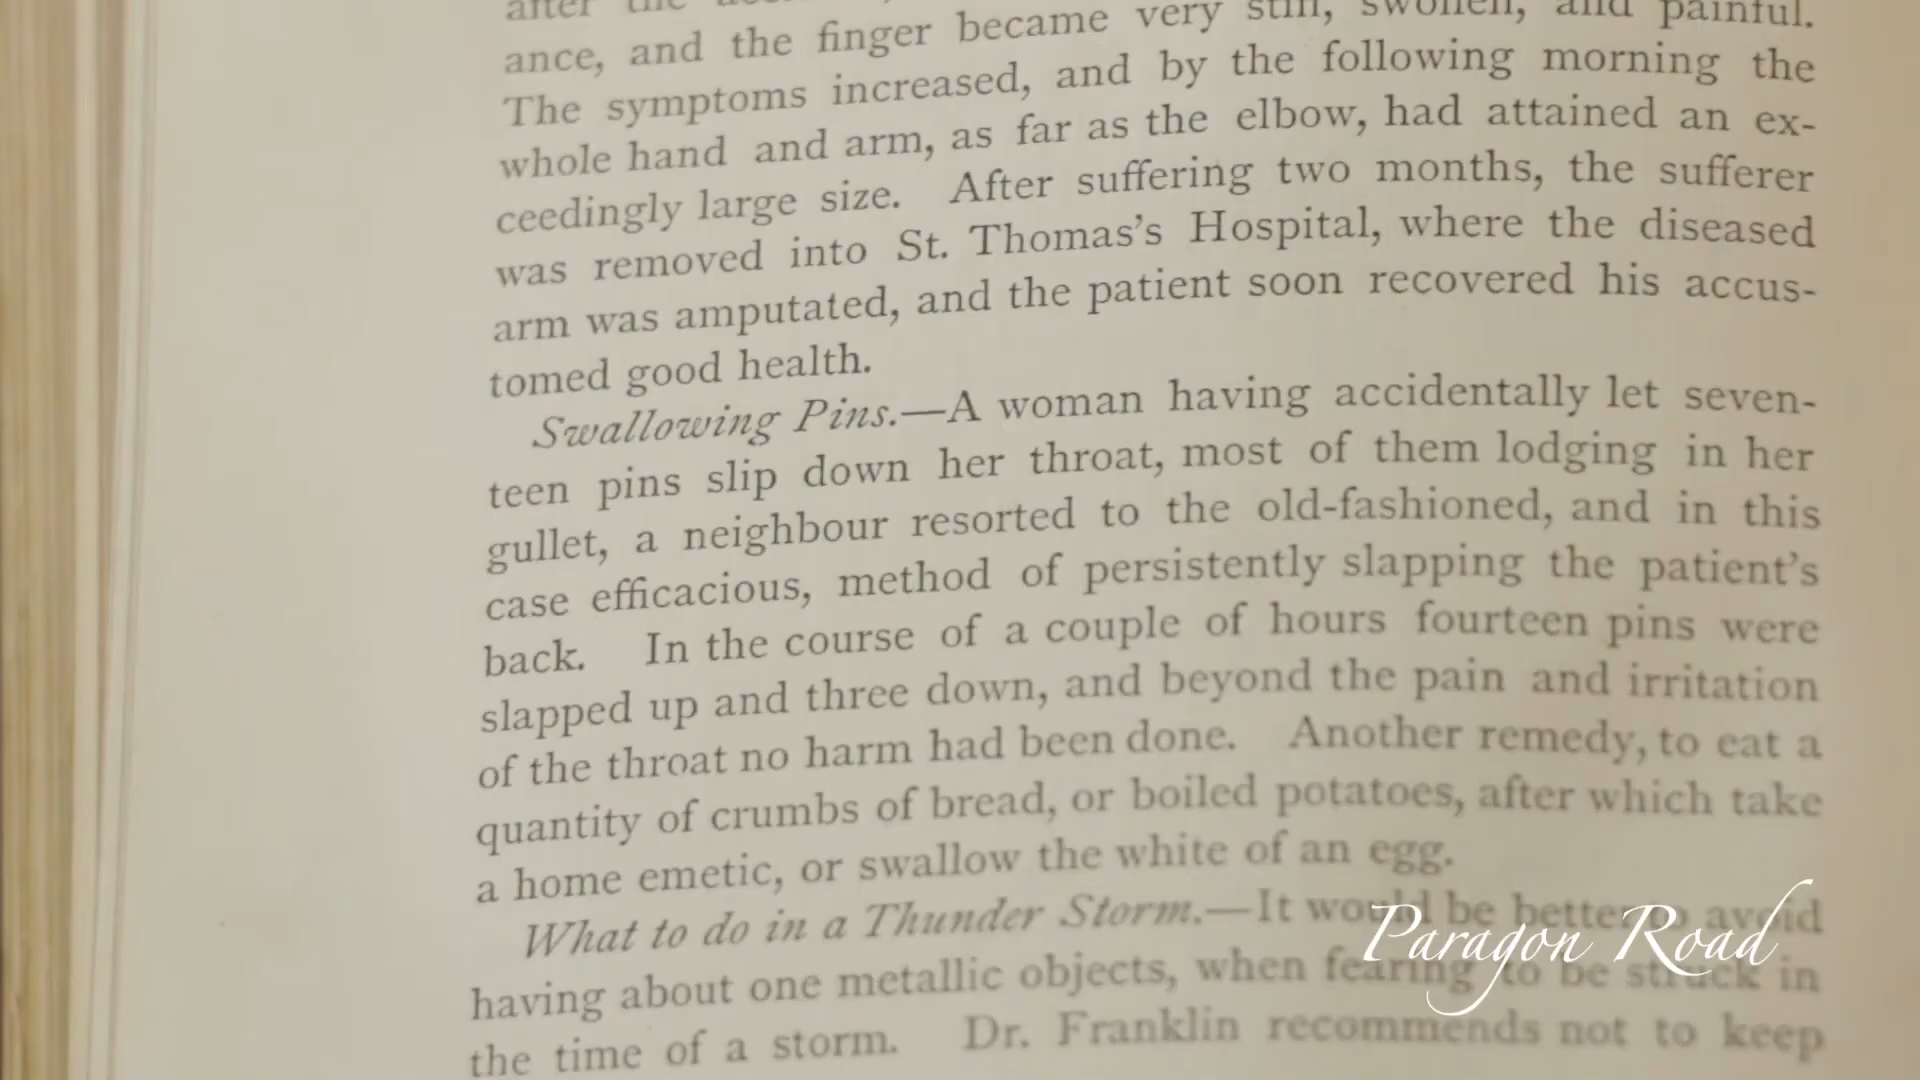 after the
ance, and the finger became very stiff, swollen, and painful.
The symptoms increased, and by the following morning the
whole hand and arm, as far as the elbow, had attained an ex-
ceedingly large size. After suffering two months, the sufferer
was removed into St. Thomas's Hospital, where the diseased
arm was amputated, and the patient soon recovered his accus-
tomed good health.
Swallowing Pins.—A woman having accidentally let seven-
teen pins slip down her throat, most of them lodging in her
gullet, a neighbour resorted to the old-fashioned, and in this
case efficacious, method of persistently slapping the patient's
back. In the course of a couple of hours fourteen pins were
slapped up and three down, and beyond the pain and irritation
of the throat no harm had been done. Another remedy, to eat a
quantity of crumbs of bread, or boiled potatoes, after which take
a home emetic, or swallow the white of an egg.
What to do in a Thunder Storm.—It would be better to avoid
having about one metallic objects, when fearing to be struck in
the time of a storm. Dr. Franklin recommends not to keep
Paragon Road